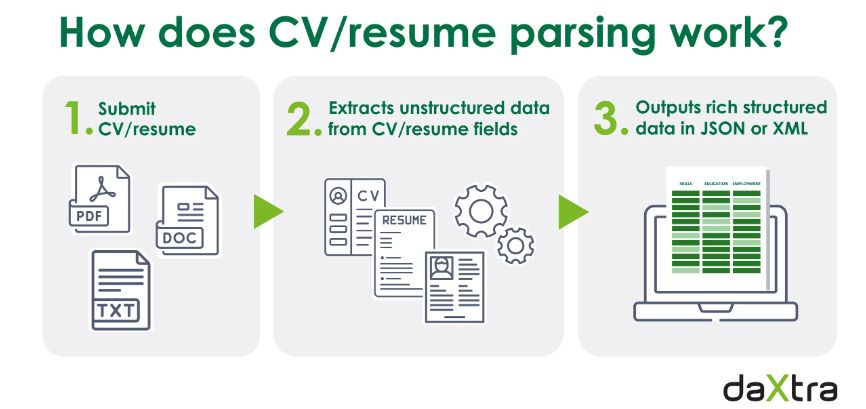 How does CV/resume parsing work?
1. Submit
CV/resume
PDF
DOC
TXT
2. Extracts unstructured data
from CV/resume fields
CV
RESUME
3. Outputs rich structured
data in JSON or XML
SKILLS EDUCATION EMPLOYMENT
daXtra